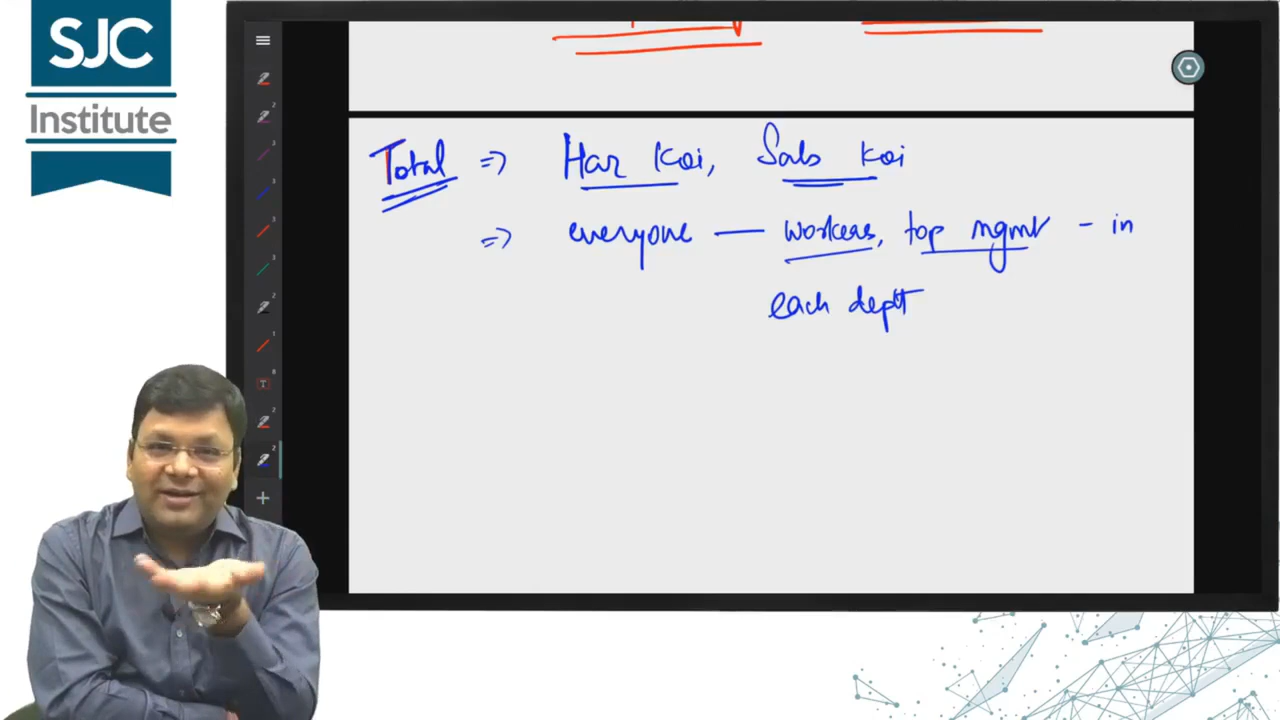 SJC
Institute
Total => Har Koi, Sab Koi
=> everyone — workers, top mgmt - in
each deptt